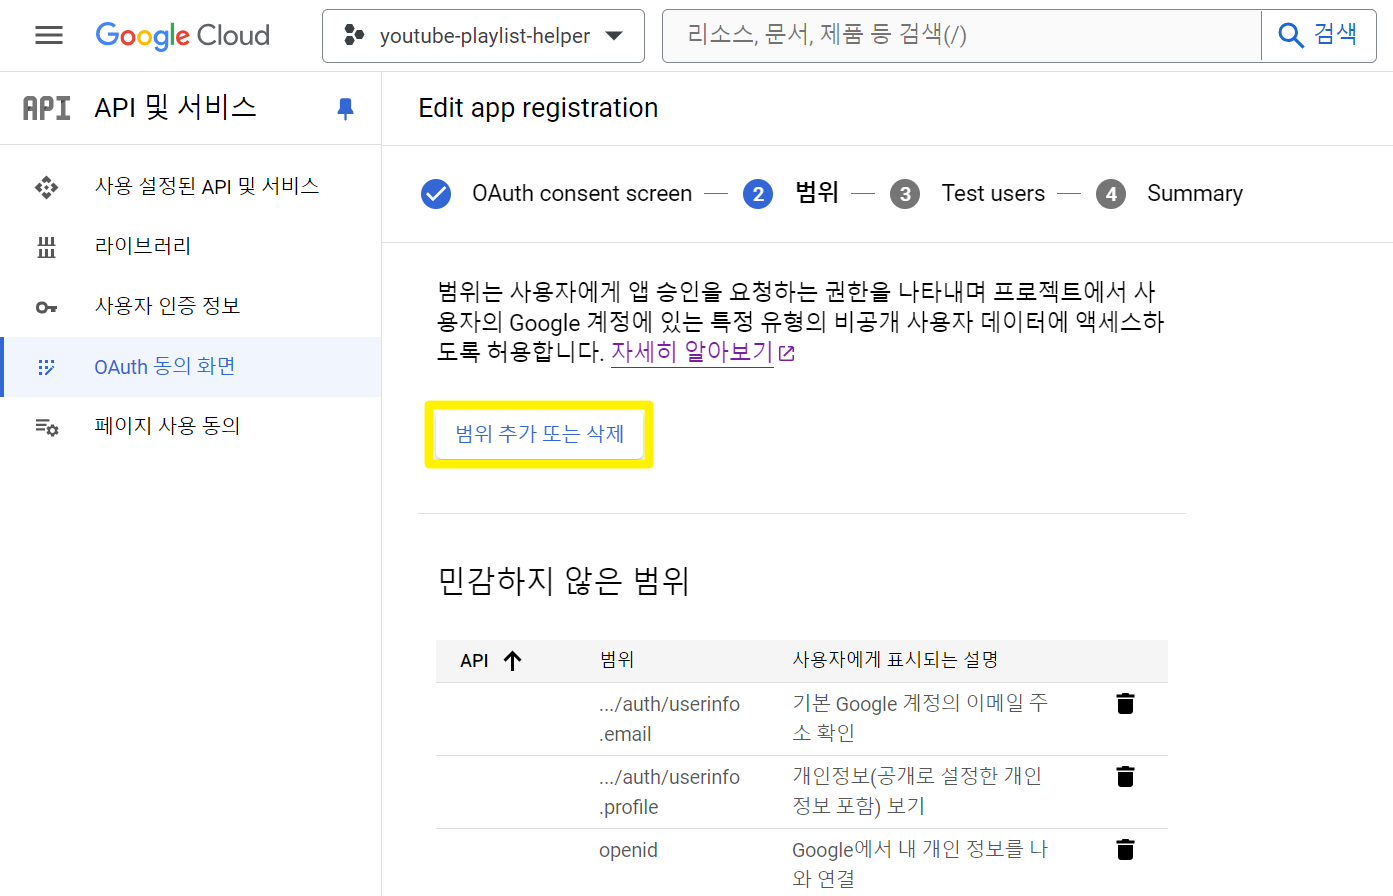 Google Cloud
youtube-playlist-helper
리소스, 문서, 제품 등 검색(/)
검색
API
API 및 서비스
사용 설정된 API 및 서비스
라이브러리
사용자 인증 정보
OAuth 동의 화면
페이지 사용 동의
Edit app registration
OAuth consent screen
2 범위
3 Test users
4 Summary
범위는 사용자에게 앱 승인을 요청하는 권한을 나타내며 프로젝트에서 사
용자의 Google 계정에 있는 특정 유형의 비공개 사용자 데이터에 액세스하
도록 허용합니다. 자세히 알아보기
범위 추가 또는 삭제
민감하지 않은 범위
API 범위 사용자에게 표시되는 설명
.../auth/userinfo 기본 Google 계정의 이메일 주
.email 소 확인
.../auth/userinfo 개인정보(공개로 설정한 개인
.profile 정보 포함) 보기
openid Google에서 내 개인 정보를 나
와 연결